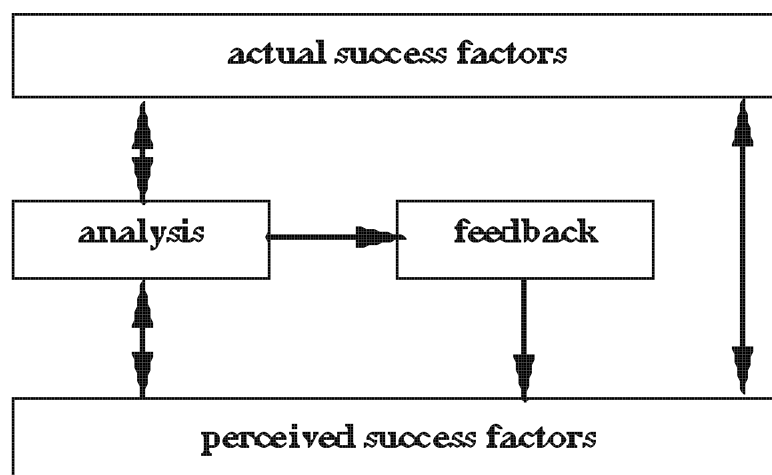 actual success factors
analysis
feedback
perceived success factors